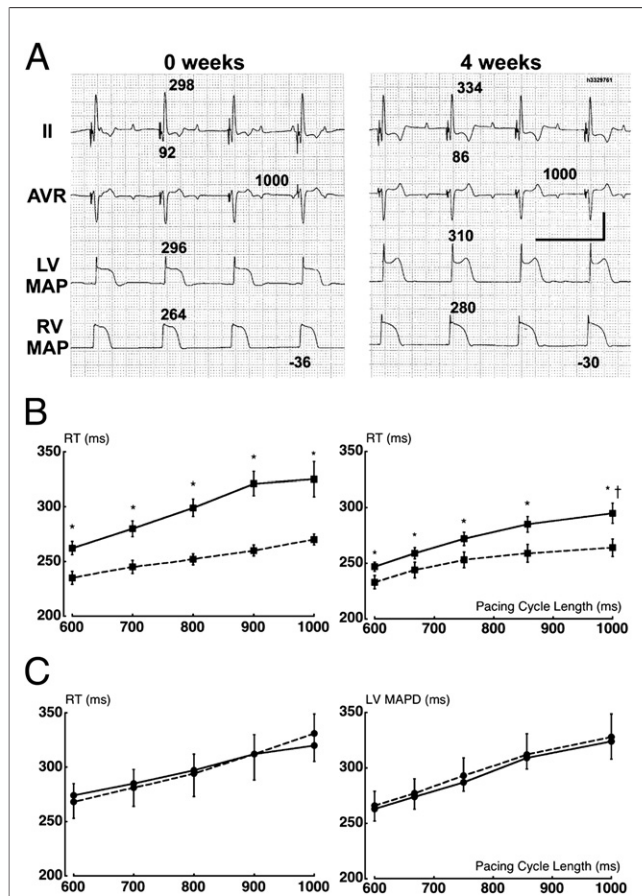 A
0 weeks
4 weeks
h3329761
298
334
II
92
86
1000
1000
AVR
296
310
LV
MAP
264
280
RV
MAP
-36
-30
B
RT (ms)
RT (ms)
350
350
* * * * *
* * * * * †
300
300
250
250
200
200
Pacing Cycle Length (ms)
600 700 800 900 1000
600 700 800 900 1000
C
RT (ms)
LV MAPD (ms)
350
350
300
300
250
250
200
200
Pacing Cycle Length (ms)
600 700 800 900 1000
600 700 800 900 1000